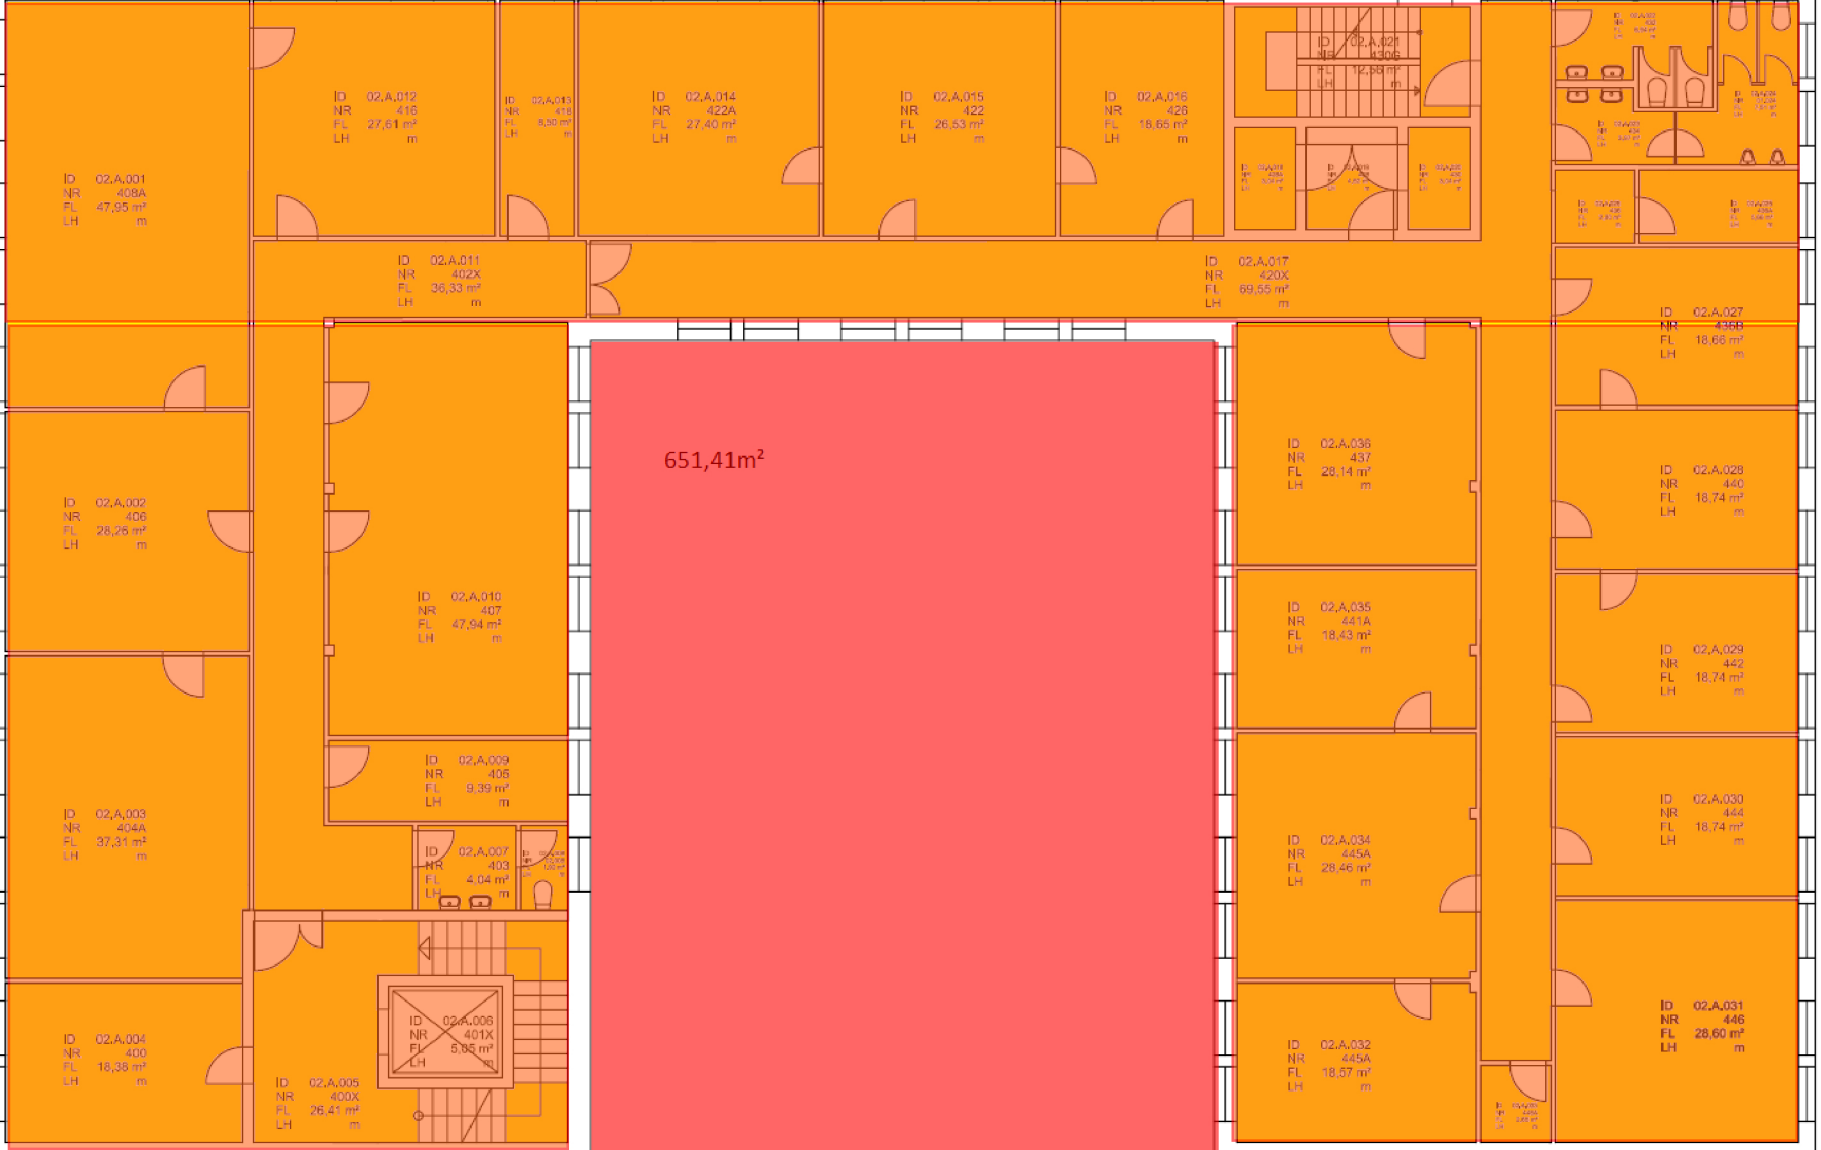 ID 02.A.001
NR 408A
FL 47,95 m²
LH m
ID 02.A.012
NR 416
FL 27,61 m²
LH m
ID 02.A.013
NR 418
FL 8,50 m²
LH m
ID 02.A.014
NR 422A
FL 27,40 m²
LH m
ID 02.A.015
NR 422
FL 26,53 m²
LH m
ID 02.A.016
NR 426
FL 18,65 m²
LH m
ID 02.A.021
NR 430G
FL 12,56 m²
LH m
ID 02.A.011
NR 402X
FL 36,33 m²
LH m
ID 02.A.017
NR 420X
FL 69,55 m²
LH m
ID 02.A.027
NR 436B
FL 18,66 m²
LH m
651,41m²
ID 02.A.036
NR 437
FL 28,14 m²
LH m
ID 02.A.028
NR 440
FL 18,74 m²
LH m
ID 02.A.002
NR 406
FL 28,26 m²
LH m
ID 02.A.010
NR 407
FL 47,94 m²
LH m
ID 02.A.035
NR 441A
FL 18,43 m²
LH m
ID 02.A.029
NR 442
FL 18,74 m²
LH m
ID 02.A.009
NR 405
FL 9,39 m²
LH m
ID 02.A.003
NR 404A
FL 37,31 m²
LH m
ID 02.A.007
NR 403
FL 4,04 m²
LH m
ID 02.A.034
NR 445A
FL 28,46 m²
LH m
ID 02.A.030
NR 444
FL 18,74 m²
LH m
ID 02.A.004
NR 400
FL 18,38 m²
LH m
ID 02.A.006
NR 401X
FL 5,05 m²
LH m
ID 02.A.005
NR 400X
FL 26,41 m²
LH m
ID 02.A.032
NR 445A
FL 18,57 m²
LH m
ID 02.A.031
NR 446
FL 28,60 m²
LH m